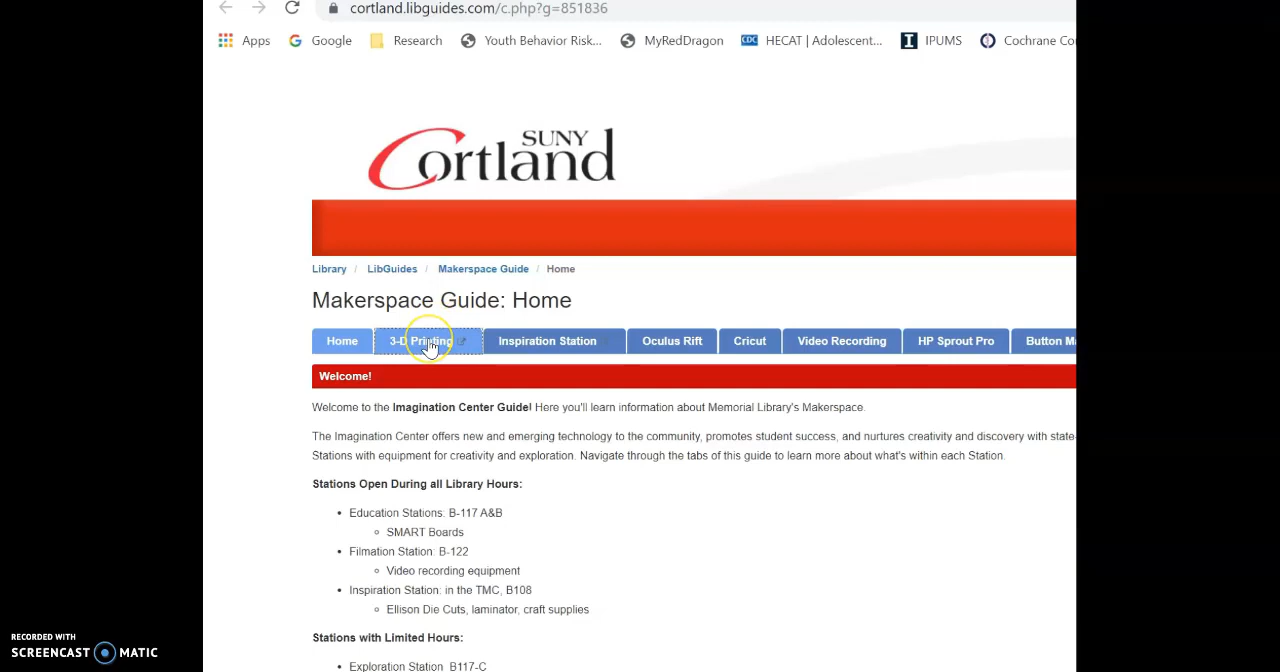 cortland.libguides.com/c.php?g=851836
Apps Google Research Youth Behavior Risk... MyRedDragon CDC HECAT | Adolescent... I IPUMS Cochrane Co
SUNY
Cortland
Library / LibGuides / Makerspace Guide / Home
Makerspace Guide: Home
Home 3-D Printing Inspiration Station Oculus Rift Cricut Video Recording HP Sprout Pro Button M
Welcome!
Welcome to the Imagination Center Guide! Here you'll learn information about Memorial Library's Makerspace.
The Imagination Center offers new and emerging technology to the community, promotes student success, and nurtures creativity and discovery with state-
Stations with equipment for creativity and exploration. Navigate through the tabs of this guide to learn more about what's within each Station.
Stations Open During all Library Hours:
• Education Stations: B-117 A&B
○ SMART Boards
• Filmation Station: B-122
○ Video recording equipment
• Inspiration Station: in the TMC, B108
○ Ellison Die Cuts, laminator, craft supplies
Stations with Limited Hours:
• Exploration Station B117-C
RECORDED WITH
SCREENCAST MATIC